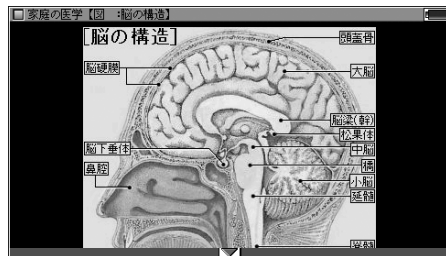 家庭の医学【図　:脳の構造】
[脳の構造]
頭蓋骨
脳硬膜
大脳
脳梁(幹)
松果体
脳下垂体
中脳
橋
鼻腔
小脳
延髄